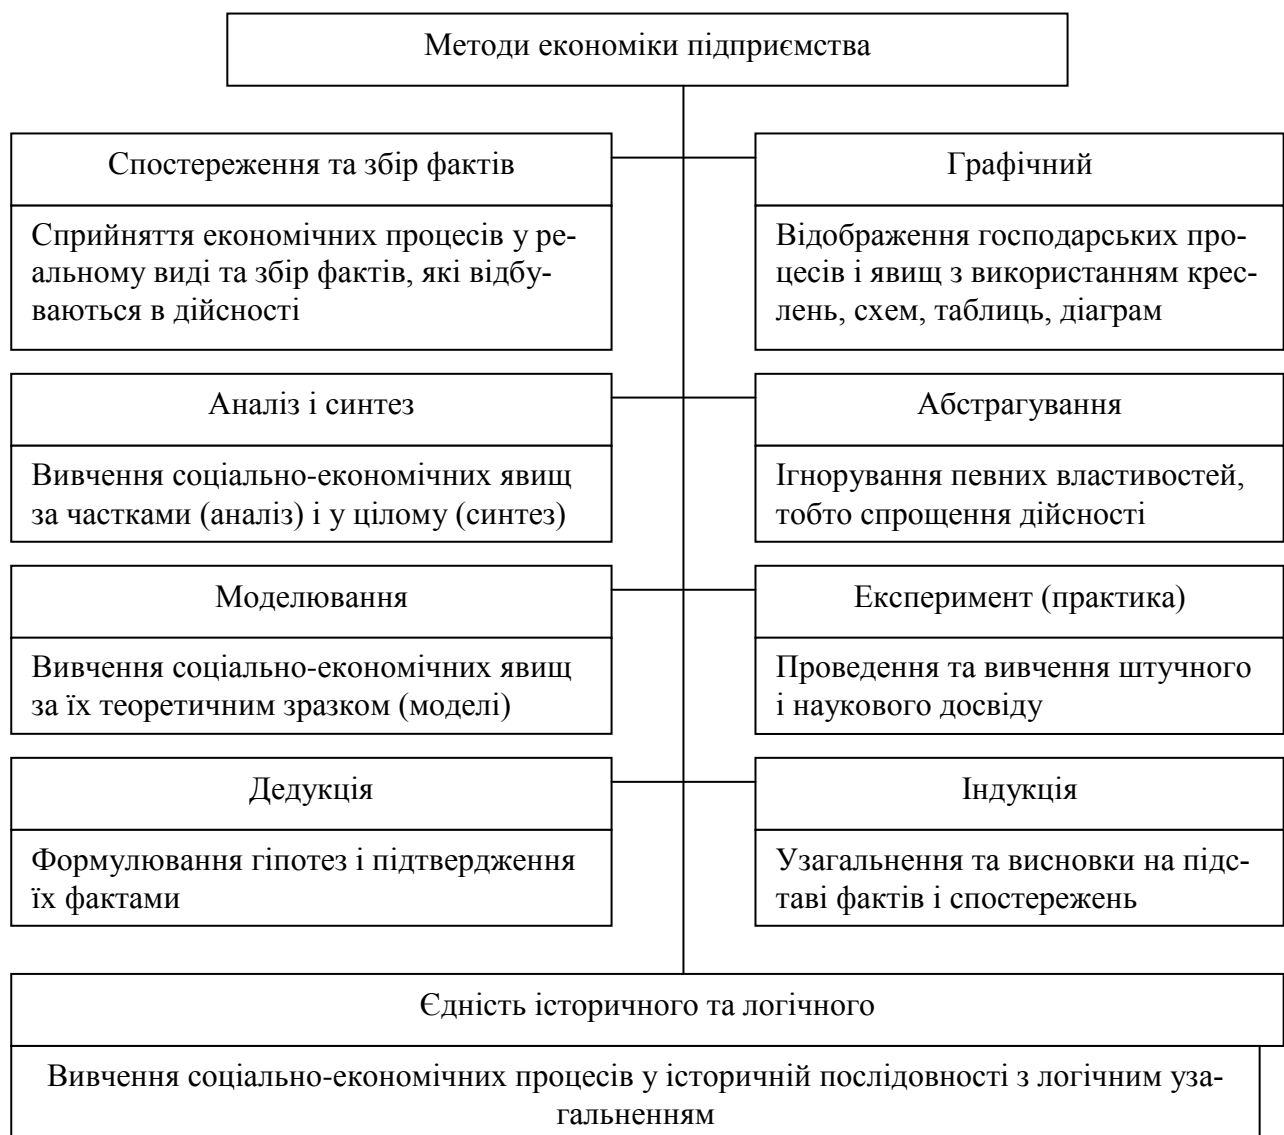 Методи економіки підприємства
Спостереження та збір фактів
Сприйняття економічних процесів у ре-
альному виді та збір фактів, які відбу-
ваються в дійсності
Графічний
Відображення господарських про-
цесів і явищ з використанням крес-
лень, схем, таблиць, діаграм
Аналіз і синтез
Вивчення соціально-економічних явищ
за частками (аналіз) і у цілому (синтез)
Абстрагування
Ігнорування певних властивостей,
тобто спрощення дійсності
Моделювання
Вивчення соціально-економічних явищ
за їх теоретичним зразком (моделі)
Експеримент (практика)
Проведення та вивчення штучного
і наукового досвіду
Дедукція
Формулювання гіпотез і підтвердження
їх фактами
Індукція
Узагальнення та висновки на підс-
таві фактів і спостережень
Єдність історичного та логічного
Вивчення соціально-економічних процесів у історичній послідовності з логічним уза-
гальненням